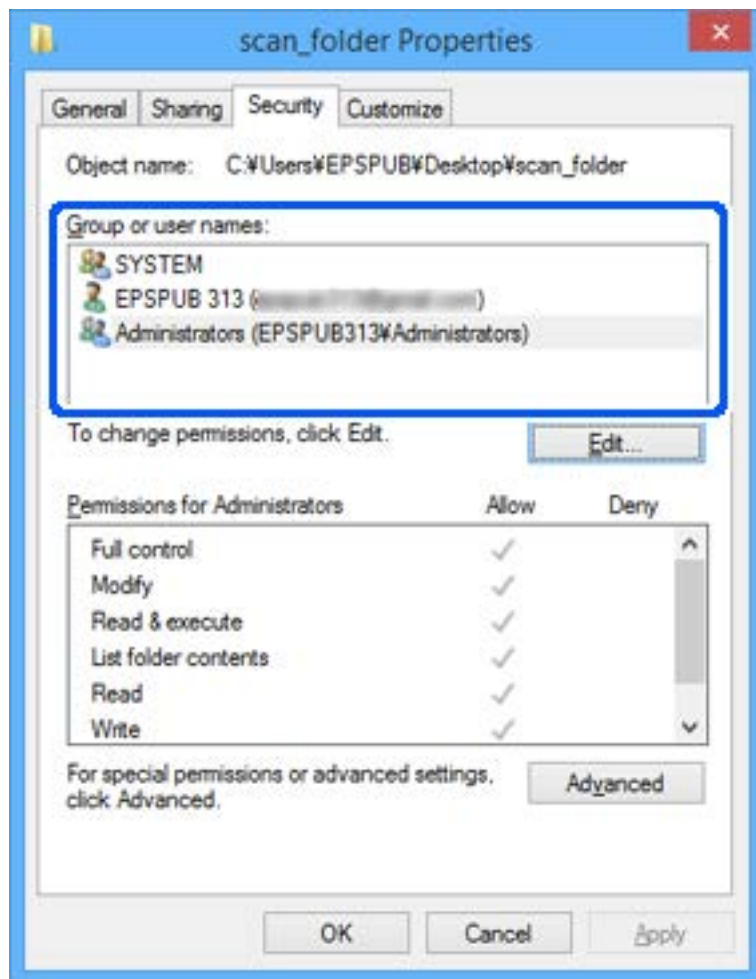 scan_folder Properties
General Sharing Security Customize
Object name: C:¥Users¥EPSPUB¥Desktop¥scan_folder
Group or user names:
SYSTEM
EPSPUB 313 ( )
Administrators (EPSPUB313¥Administrators)
To change permissions, click Edit.
Edit...
Permissions for Administrators Allow Deny
Full control
Modify
Read & execute
List folder contents
Read
Write
For special permissions or advanced settings,
click Advanced.
Advanced
OK Cancel Apply